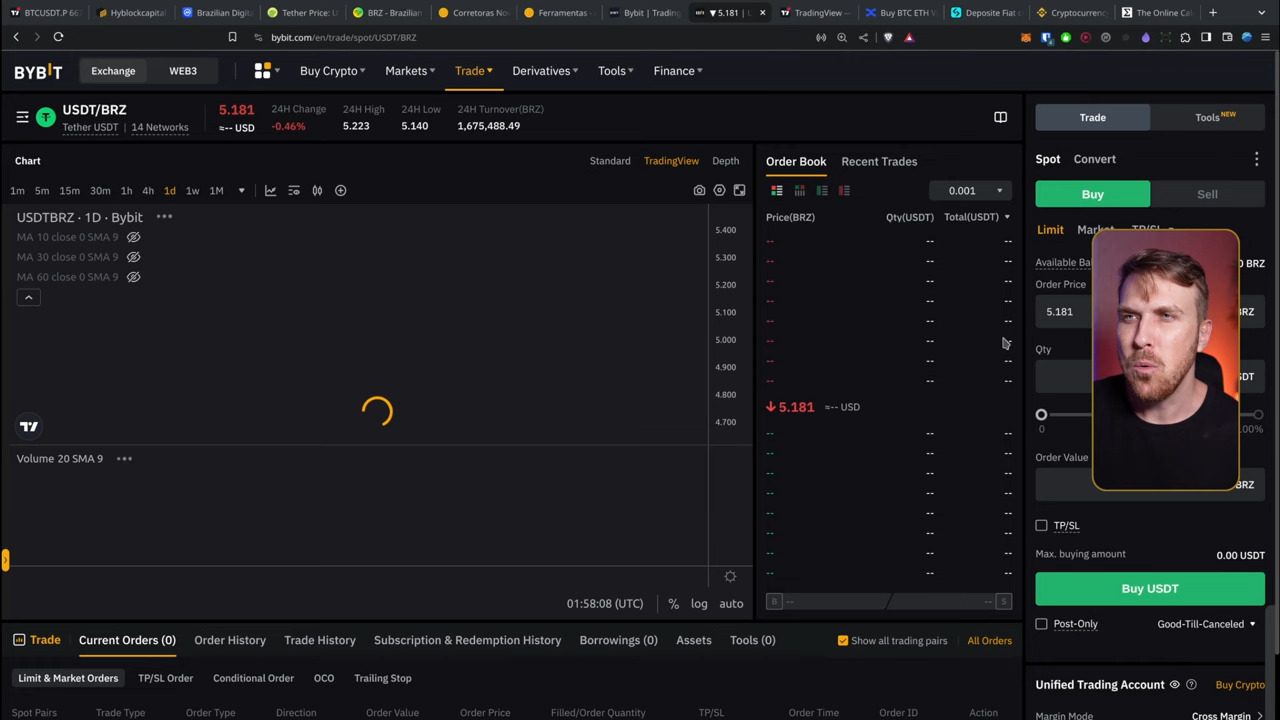 BTCUSDT.P 667
Hyblockcapital
Brazilian Digit
Tether Price: U
BRZ - Brazilian
Corretoras Nov
Ferramentas -
Bybit | Trading
▼ 5.181 |
TradingView —
Buy BTC ETH V
Deposite Fiat c
Cryptocurrency
The Online Cal
bybit.com/en/trade/spot/USDT/BRZ
BYBIT Exchange WEB3 Buy Crypto Markets Trade Derivatives Tools Finance
USDT/BRZ 5.181 24H Change 24H High 24H Low 24H Turnover(BRZ)
Tether USDT | 14 Networks ≈-- USD -0.46% 5.223 5.140 1,675,488.49
Trade Tools NEW
Chart Standard TradingView Depth
Order Book Recent Trades
Spot Convert
1m 5m 15m 30m 1h 4h 1d 1w 1M
0.001
Buy Sell
USDTBRZ · 1D · Bybit
MA 10 close 0 SMA 9
MA 30 close 0 SMA 9
MA 60 close 0 SMA 9
5.400
5.300
5.200
5.100
5.000
4.900
4.800
4.700
Volume 20 SMA 9
01:58:08 (UTC) % log auto
Price(BRZ) Qty(USDT) Total(USDT)
-- -- --
-- -- --
-- -- --
-- -- --
-- -- --
-- -- --
-- -- --
-- -- --
5.181 ≈-- USD
-- -- --
-- -- --
-- -- --
-- -- --
-- -- --
-- -- --
-- -- --
-- -- --
B -- -- S
Limit Market TP/SL
Available 0 BRZ
Order Price
5.181 BRZ
Qty
0 100%
Order Value
BRZ
TP/SL
Max. buying amount 0.00 USDT
Buy USDT
Post-Only Good-Till-Canceled
Trade Current Orders (0) Order History Trade History Subscription & Redemption History Borrowings (0) Assets Tools (0) Show all trading pairs All Orders
Limit & Market Orders TP/SL Order Conditional Order OCO Trailing Stop
Spot Pairs Trade Type Order Type Direction Order Value Order Price Filled/Order Quantity TP/SL Order Time Order ID Action
Unified Trading Account Buy Crypto
Margin Mode Cross Margin